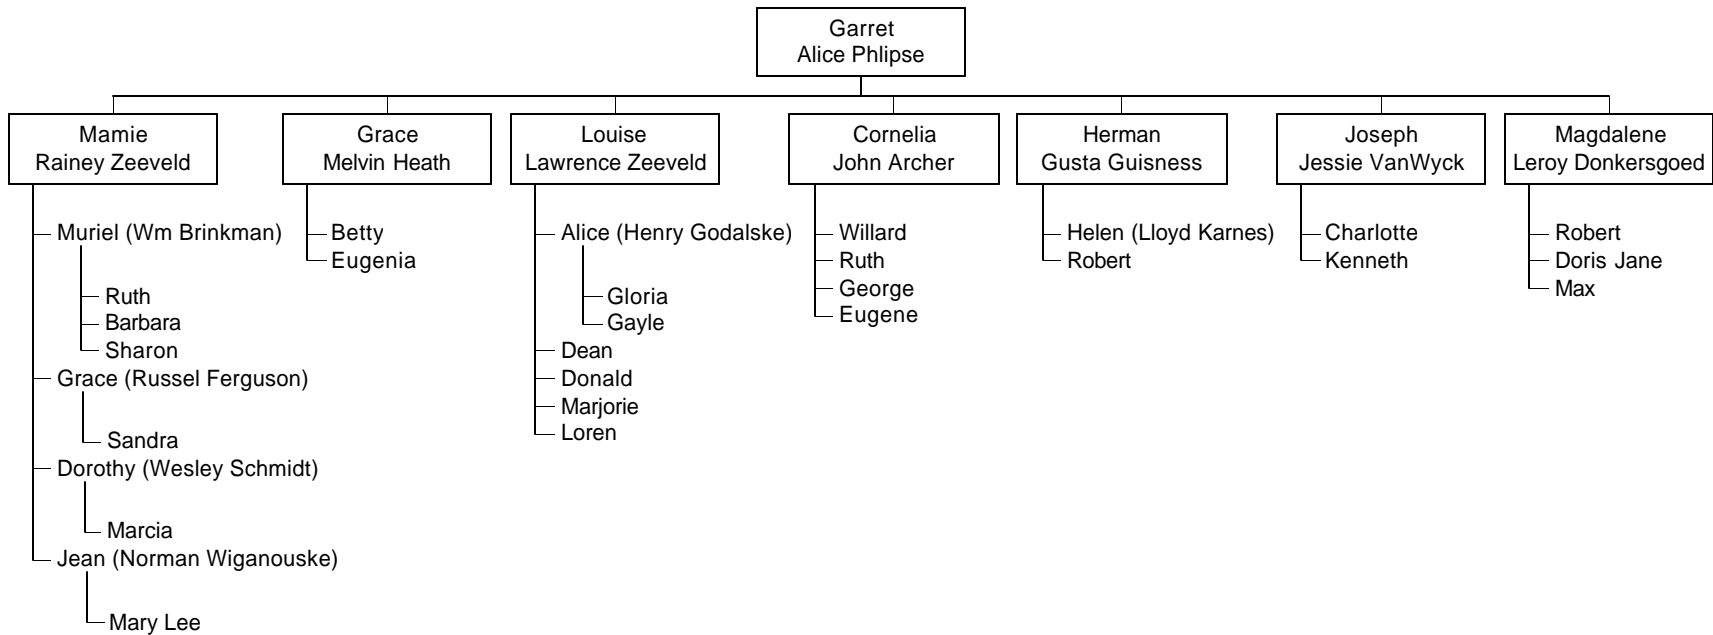 Garret
Alice Phlipse
Mamie
Rainey Zeeveld
Grace
Melvin Heath
Louise
Lawrence Zeeveld
Cornelia
John Archer
Herman
Gusta Guisness
Joseph
Jessie VanWyck
Magdalene
Leroy Donkersgoed
Muriel (Wm Brinkman)
Ruth
Barbara
Sharon
Grace (Russel Ferguson)
Sandra
Dorothy (Wesley Schmidt)
Marcia
Jean (Norman Wiganouske)
Mary Lee
Betty
Eugenia
Alice (Henry Godalske)
Gloria
Gayle
Dean
Donald
Marjorie
Loren
Willard
Ruth
George
Eugene
Helen (Lloyd Karnes)
Robert
Charlotte
Kenneth
Robert
Doris Jane
Max